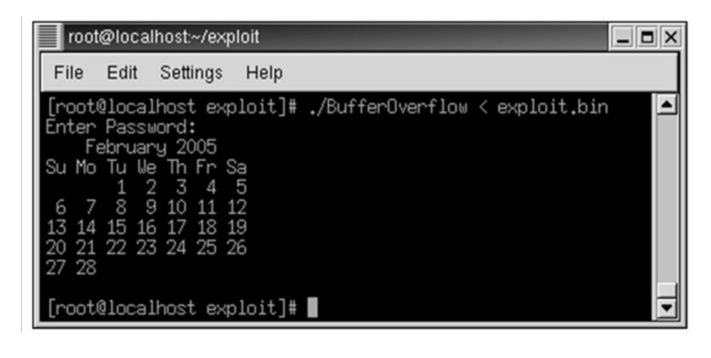 root@localhost:~/exploit
File Edit Settings Help
[root@localhost exploit]# ./BufferOverflow < exploit.bin
Enter Password:
    February 2005
Su Mo Tu We Th Fr Sa
       1  2  3  4  5
 6  7  8  9 10 11 12
13 14 15 16 17 18 19
20 21 22 23 24 25 26
27 28
[root@localhost exploit]#